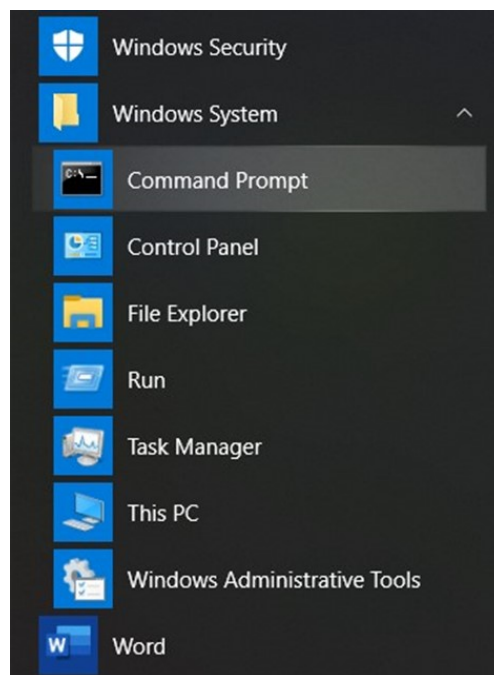 Windows Security
Windows System
C:\_
Command Prompt
Control Panel
File Explorer
Run
Task Manager
This PC
Windows Administrative Tools
W
Word